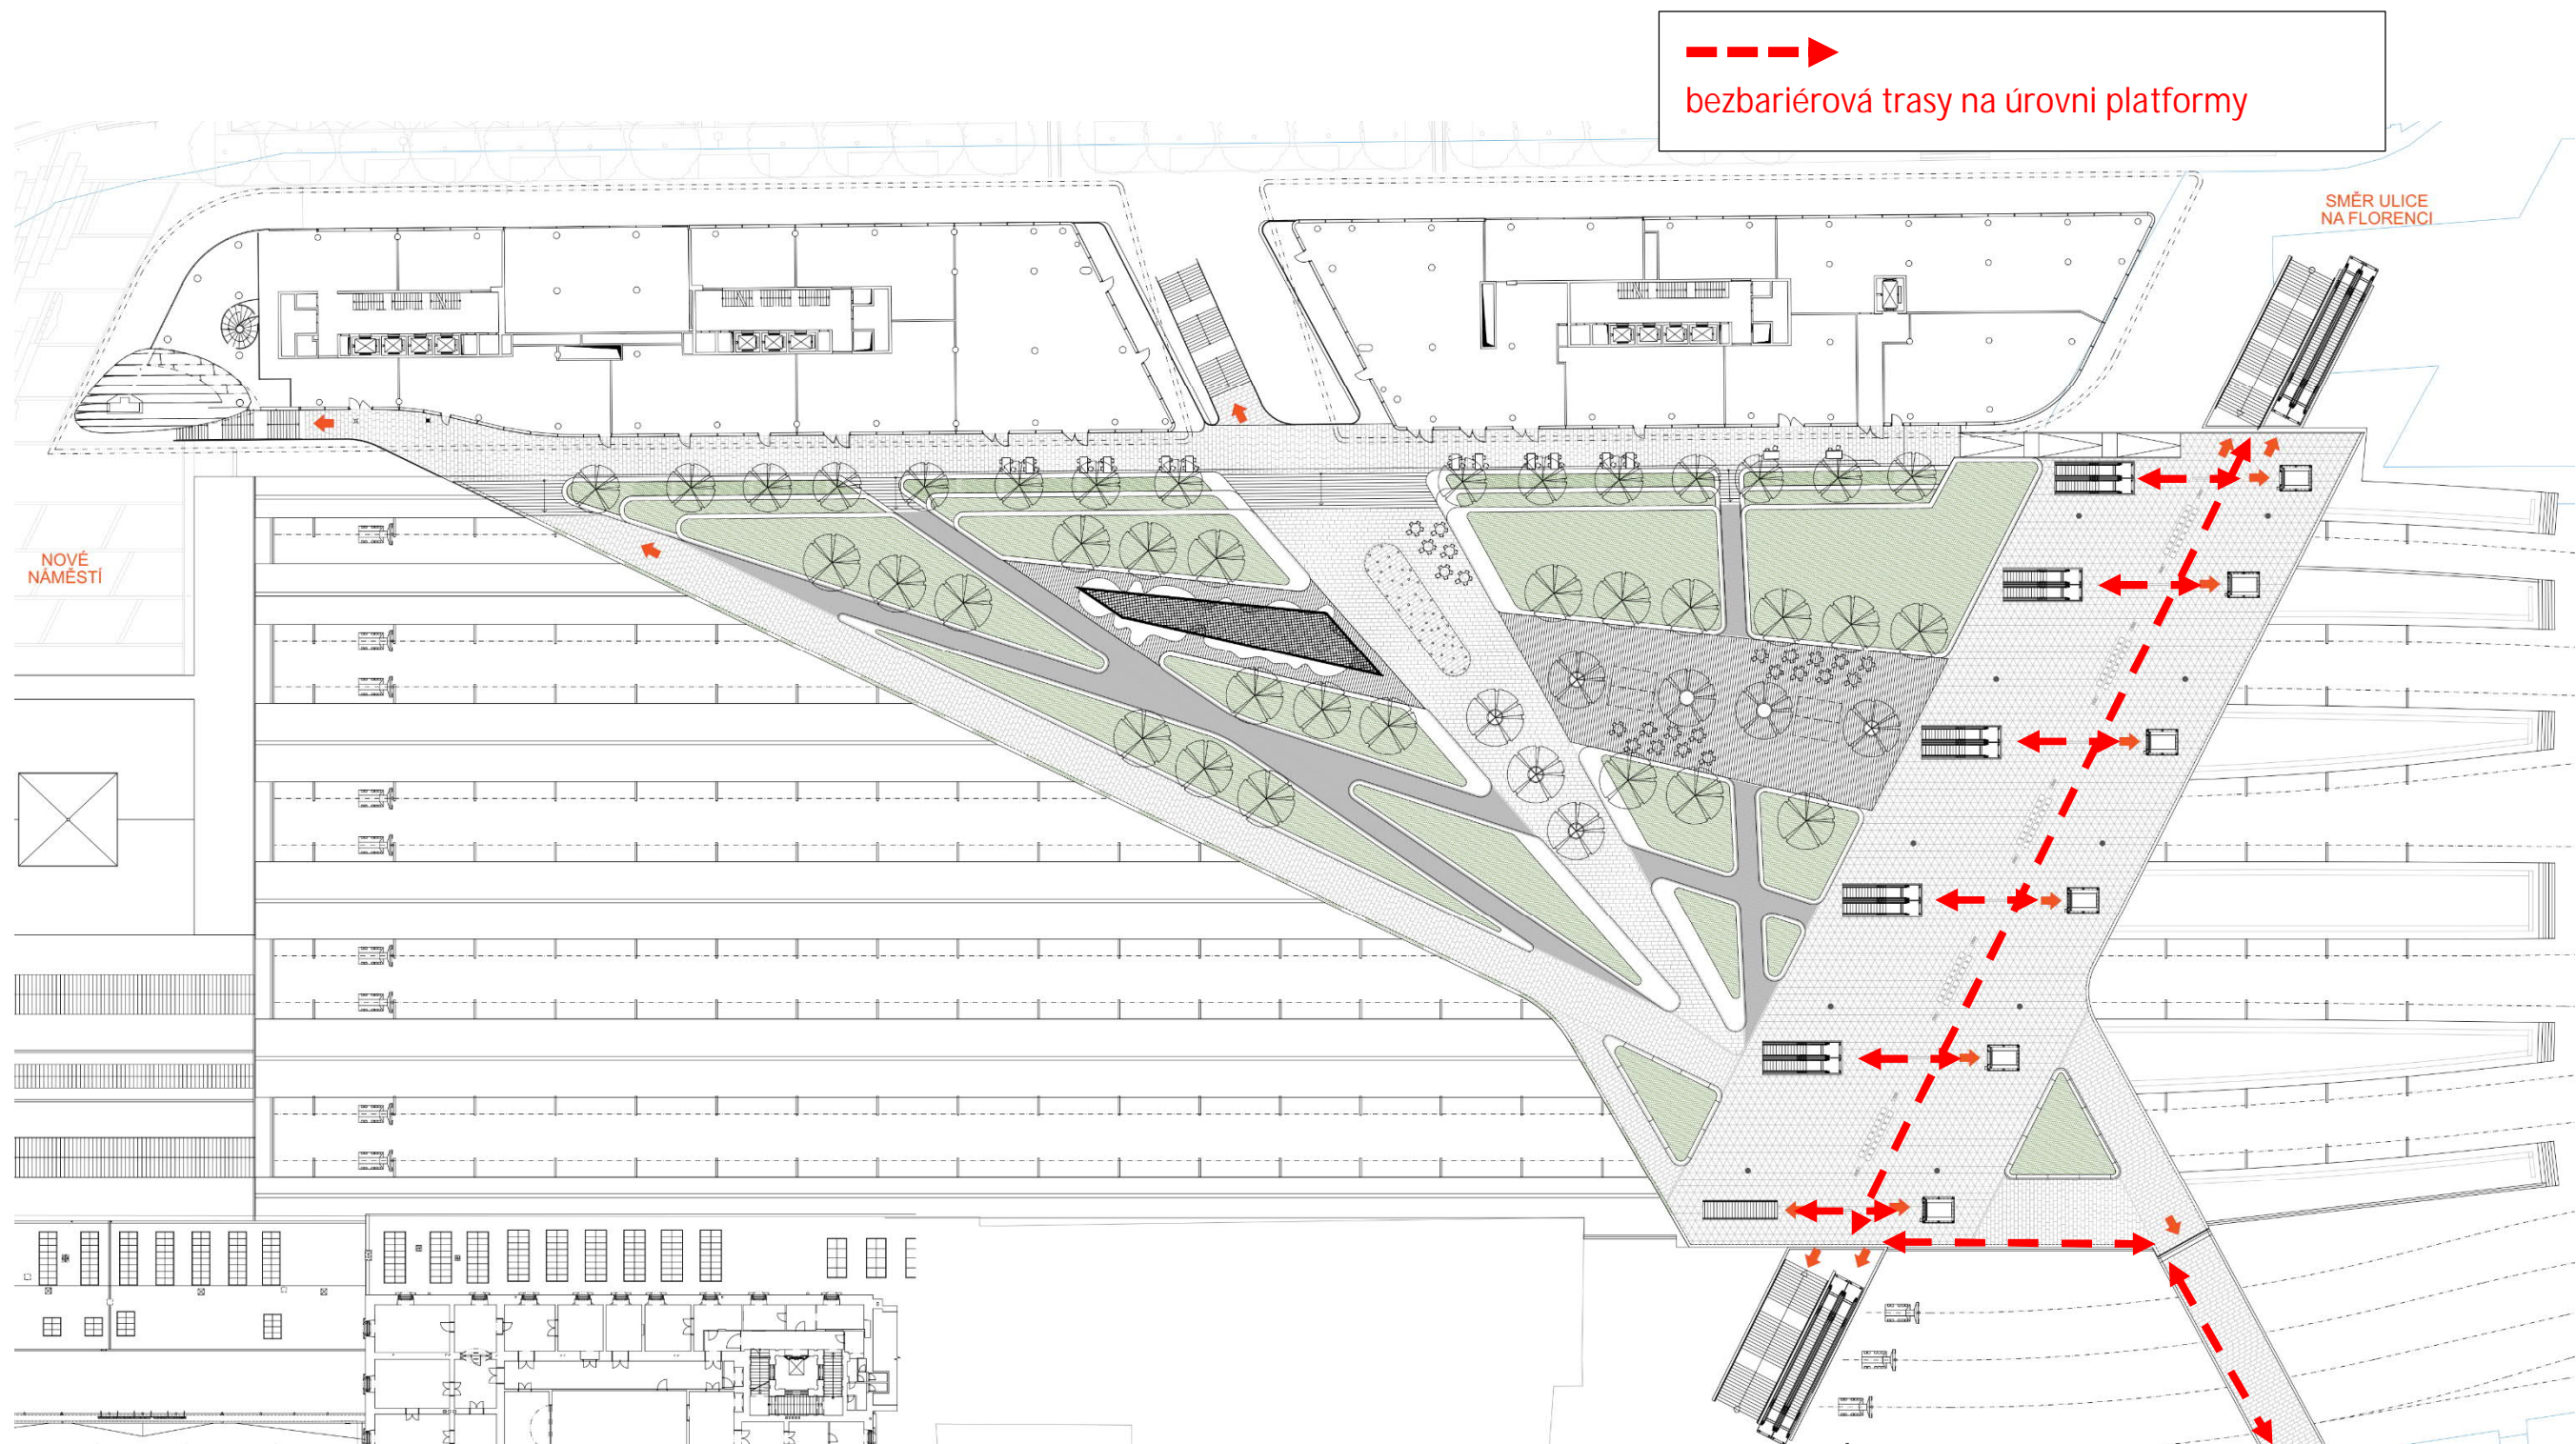 bezbariérová trasy na úrovni platformy
SMĚR ULICE
NA FLORENCI
NOVÉ
NÁMĚSTÍ